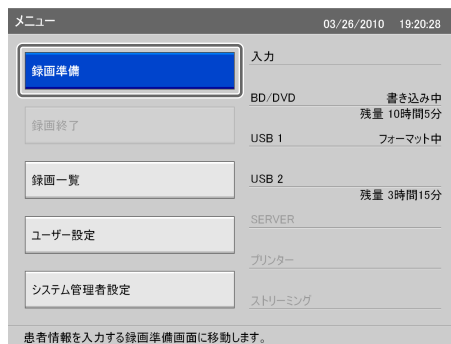 メニュー 03/26/2010 19:20:28
録画準備
録画終了
録画一覧
ユーザー設定
システム管理者設定
入力
BD/DVD 書き込み中
残量 10時間5分
USB 1 フォーマット中
USB 2
残量 3時間15分
SERVER
プリンター
ストリーミング
患者情報を入力する録画準備画面に移動します。